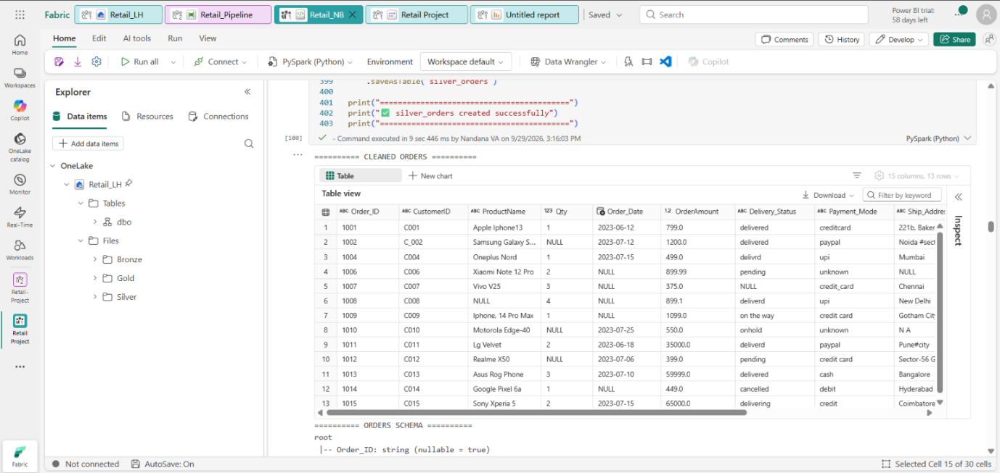 Fabric Retail_LH Retail_Pipeline Retail_NB Retail Project Untitled report Saved Search Power BI trial: 58 days left
Home Edit AI tools Run View Comments History Develop Share
Run all Connect PySpark (Python) Environment Workspace default Data Wrangler Copilot
Home
Workspaces
Copilot
OneLake catalog
Monitor
Real-Time
Workloads
Retail-Project
Retail Project
Fabric
Explorer
Data items Resources Connections
Add data items
OneLake
Retail_LH
Tables
dbo
Files
Bronze
Gold
Silver
399 .saveAsTable( silver_orders )
400
401 print("==========================================")
402 print("✅ silver_orders created successfully")
403 print("==========================================")
[100] - Command executed in 9 sec 446 ms by Nandana VA on 9/29/2026, 3:16:03 PM PySpark (Python)
========== CLEANED ORDERS ==========
Table New chart 15 columns, 13 rows
Table view Download Filter by keyword
ABC Order_ID ABC CustomerID ABC ProductName 123 Qty Order_Date 1.2 OrderAmount ABC Delivery_Status ABC Payment_Mode ABC Ship_Addres
1 1001 C001 Apple Iphone13 1 2023-06-12 799.0 delivered creditcard 221b, Baker
2 1002 C_002 Samsung Galaxy S... NULL 2023-07-12 1200.0 delivered paypal Noida #sect
3 1004 C004 Oneplus Nord 1 2023-07-15 499.0 delivrd upi Mumbai
4 1006 C006 Xiaomi Note 12 Pro 2 NULL 899.99 pending unknown NULL
5 1007 C007 Vivo V25 3 NULL 375.0 NULL credit_card Chennai
6 1008 C008 NULL 4 NULL 899.1 deliverd upi New Delhi
7 1009 C009 Iphone, 14 Pro Max 1 NULL 1099.0 on the way credit card Gotham City
8 1010 C010 Motorola Edge-40 NULL 2023-07-25 550.0 onhold unknown N A
9 1011 C011 Lg Velvet 2 2023-06-18 35000.0 deliverd paypal Pune#city
10 1012 C012 Realme X50 NULL 2023-07-06 399.0 pending credit card Sector-56 G
11 1013 C013 Asus Rog Phone 3 2023-07-10 59999.0 delivered cash Bangalore
12 1014 C014 Google Pixel 6a 1 NULL 449.0 cancelled debit Hyderabad
13 1015 C015 Sony Xperia 5 2 2023-07-15 65000.0 delivering credit Coimbatore
Inspect
========== ORDERS SCHEMA ==========
root
|-- Order_ID: string (nullable = true)
Not connected AutoSave: On Selected Cell 15 of 30 cells